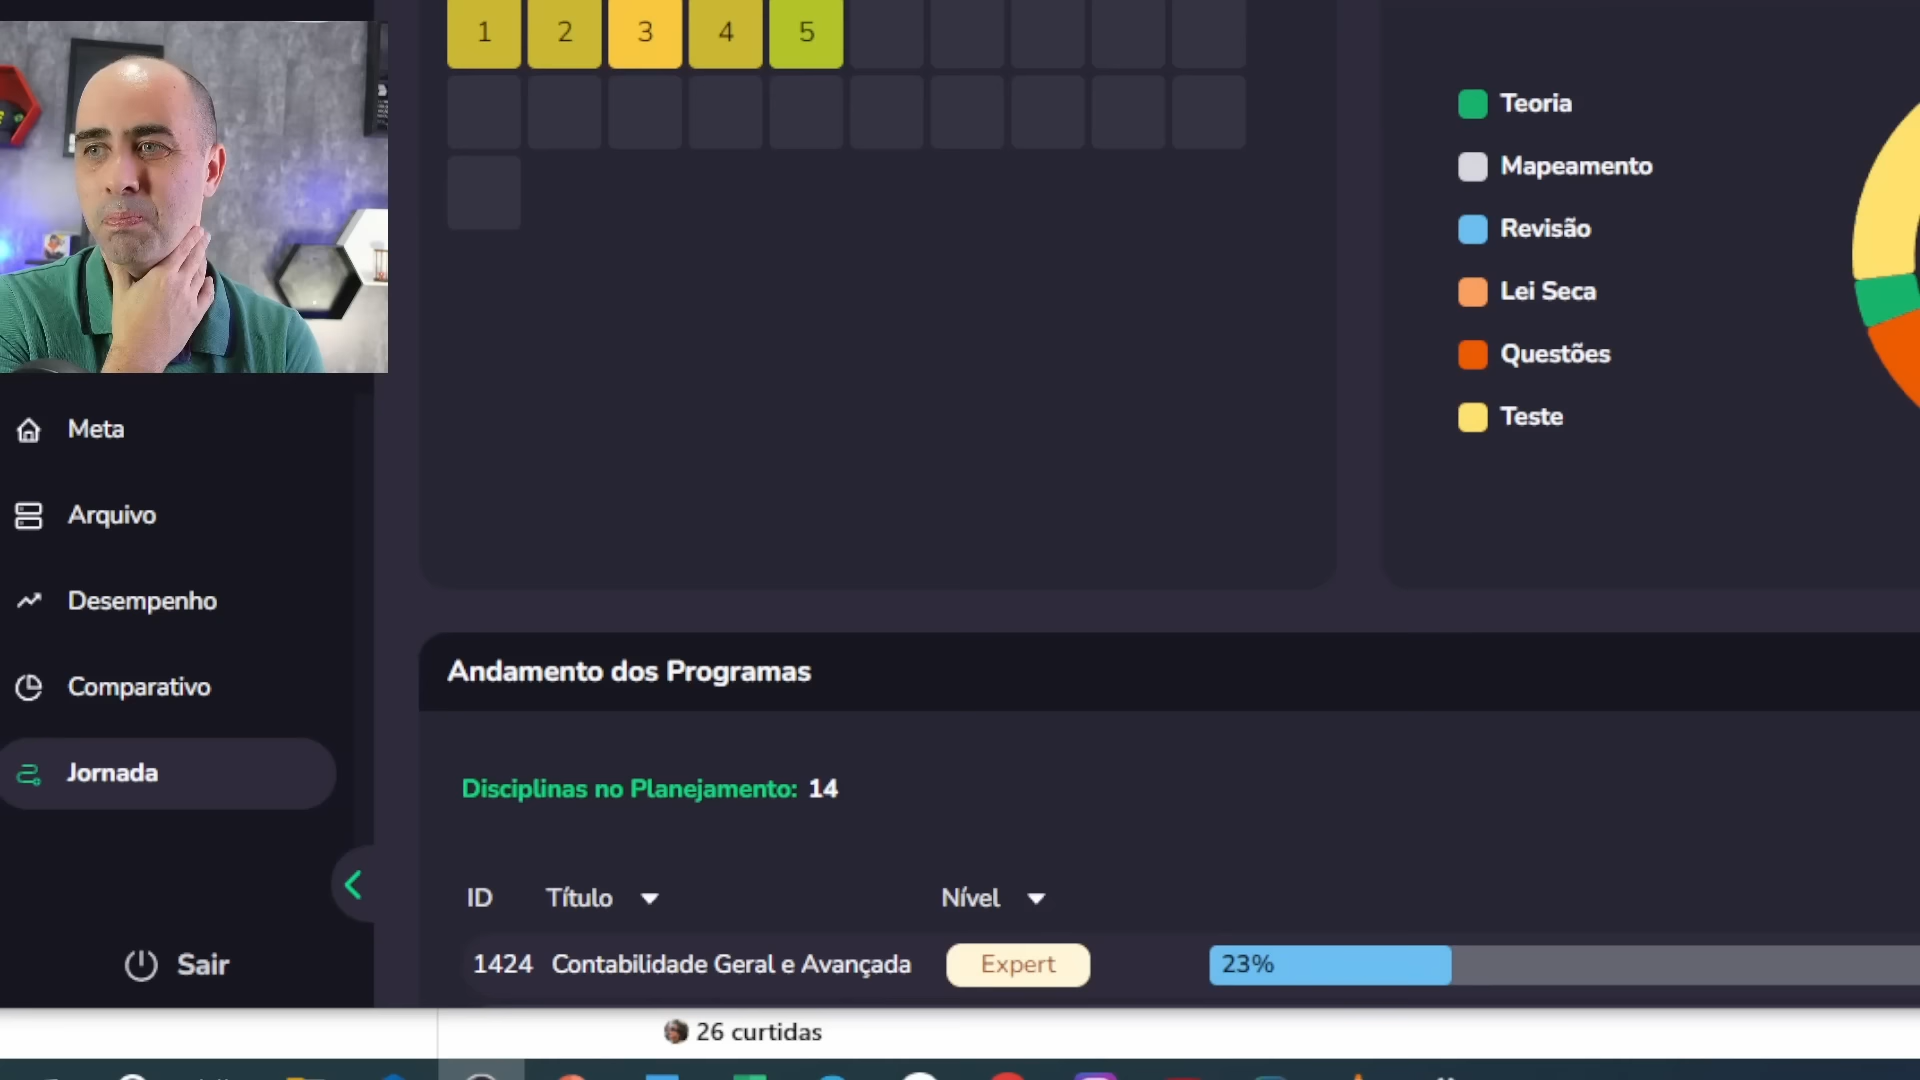 1 2 3 4 5
Teoria
Mapeamento
Revisão
Lei Seca
Questões
Teste
Meta
Arquivo
Desempenho
Comparativo
Jornada
Sair
Andamento dos Programas
Disciplinas no Planejamento: 14
ID Título Nível
1424 Contabilidade Geral e Avançada Expert 23%
26 curtidas